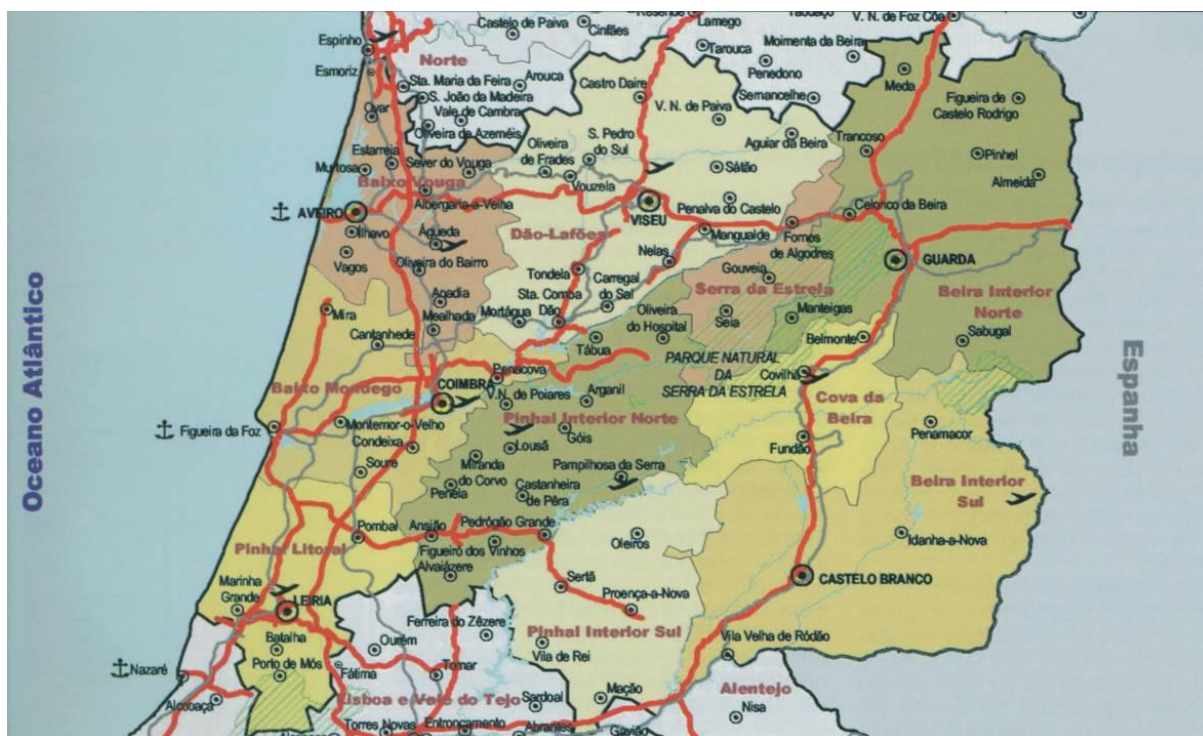 Castelo de Paiva
Cinfães
Resende
Lamego
Tabuaço
V. N. de Foz Côa
Espinho
Norte
Tarouca
Moimenta da Beira
Esmoriz
Sta. Maria da Feira
Arouca
Castro Daire
Penedono
Sernancelhe
Meda
Figueira de
Castelo Rodrigo
S. João da Madeira
Ovar
Vale de Cambra
V. N. de Paiva
Oliveira de Azeméis
Estarreja
Oliveira
de Frades
S. Pedro
do Sul
Aguiar da Beira
Trancoso
Murtosa
Sever do Vouga
Sátão
Pinhel
Baixo Vouga
Vouzela
Almeida
AVEIRO
Albergaria-a-Velha
VISEU
Penalva do Castelo
Celorico da Beira
Ílhavo
Águeda
Dão-Lafões
Mangualde
Fornos
de Algodres
Vagos
Oliveira do Bairro
Nelas
GUARDA
Tondela
Carregal
do Sal
Gouveia
Serra da Estrela
Beira Interior
Norte
Anadia
Sta. Comba
Dão
Mira
Mealhada
Mortágua
Oliveira
do Hospital
Seia
Manteigas
Cantanhede
Tábua
Belmonte
Sabugal
PARQUE NATURAL
DA
SERRA DA ESTRELA
Oceano Atlântico
Espanha
Baixo Mondego
COIMBRA
Penacova
V.N. de Poiares
Arganil
Covilhã
Cova da
Beira
Figueira da Foz
Montemor-o-Velho
Pinhal Interior Norte
Penamacor
Condeixa
Lousã
Góis
Fundão
Soure
Miranda
do Corvo
Pampilhosa da Serra
Beira Interior
Sul
Penela
Castanheira
de Pêra
Pombal
Ansião
Pedrógão Grande
Oleiros
Idanha-a-Nova
Pinhal Litoral
Figueiró dos Vinhos
Alvaiázere
CASTELO BRANCO
Marinha
Grande
LEIRIA
Sertã
Proença-a-Nova
Batalha
Ourém
Ferreira do Zêzere
Pinhal Interior Sul
Vila Velha de Ródão
Nazaré
Porto de Mós
Fátima
Tomar
Vila de Rei
Alcobaça
Lisboa e Vale do Tejo
Sardoal
Mação
Alentejo
Nisa
Torres Novas
Entroncamento
Abrantes
Gavião